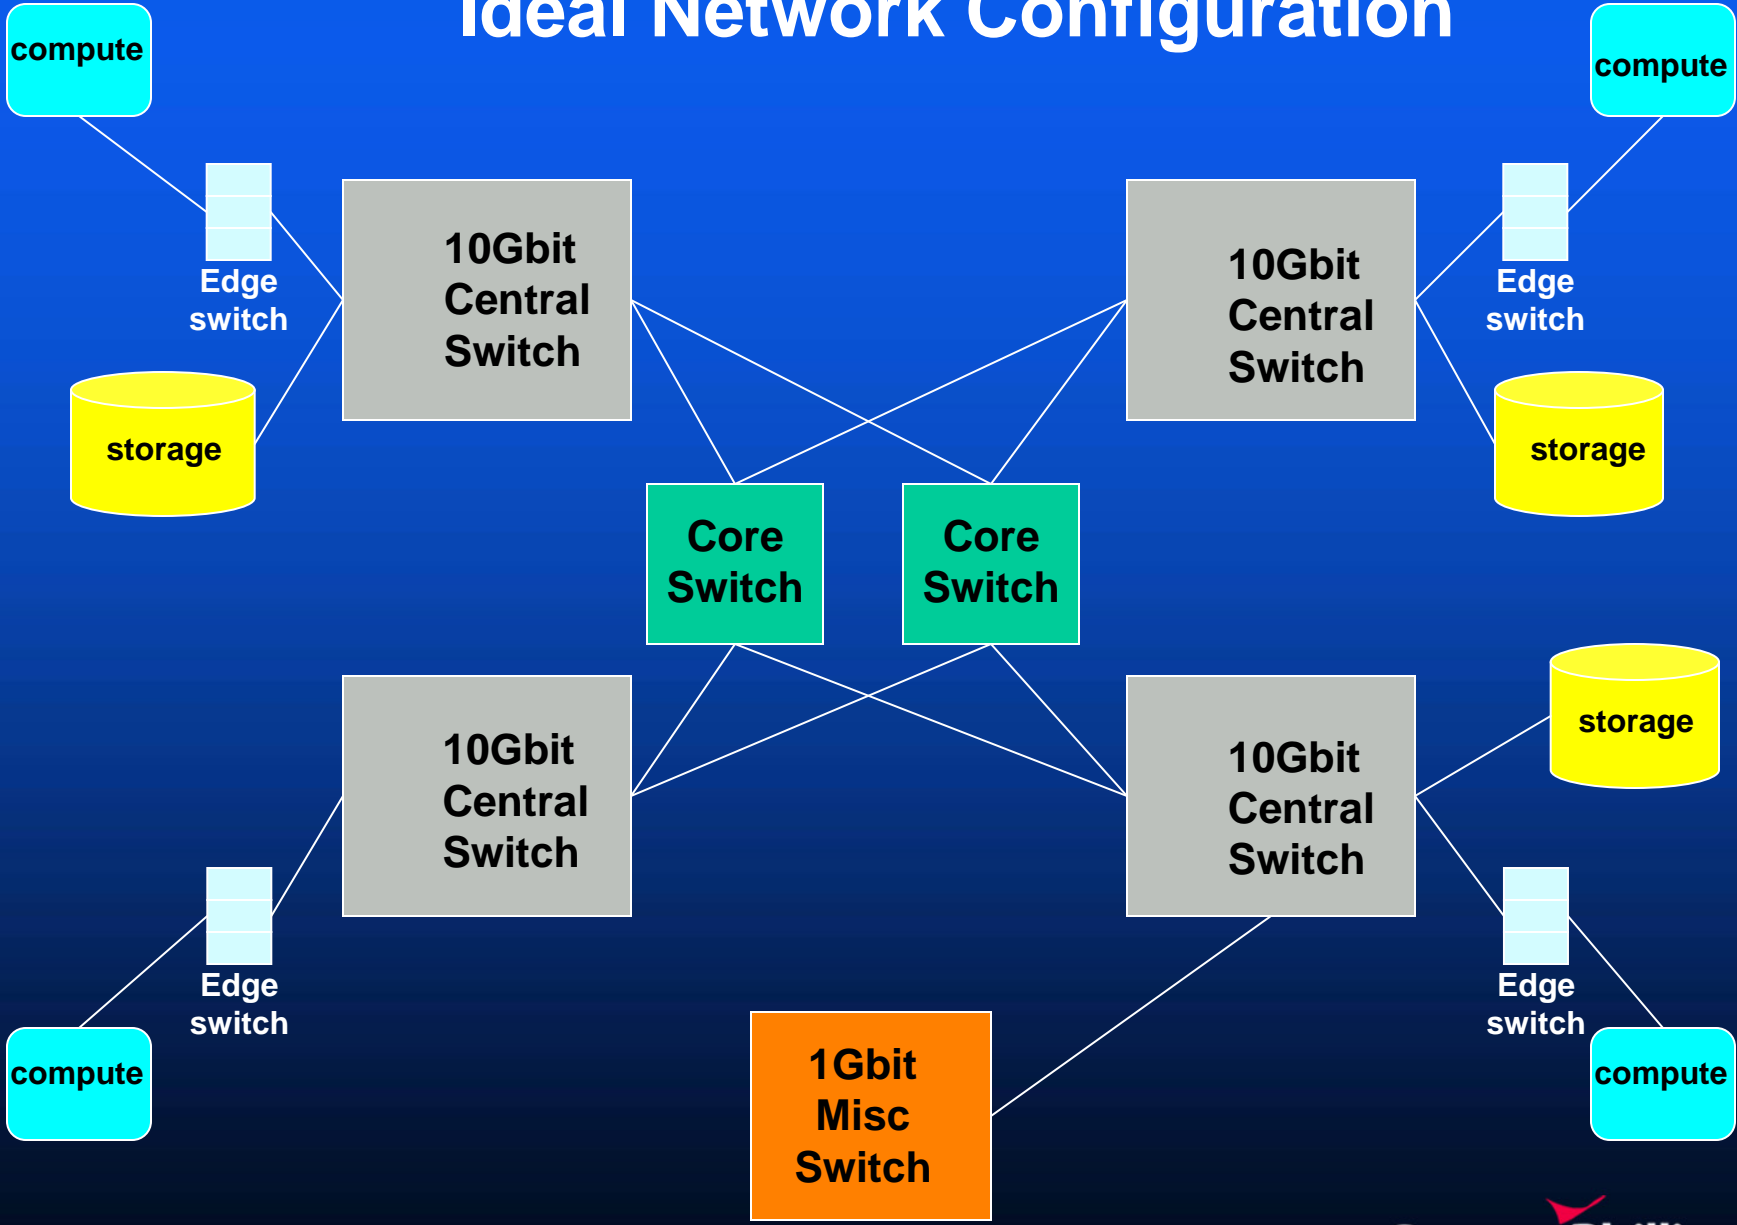 Ideal Network Configuration
compute
compute
Edge
switch
10Gbit
Central
Switch
10Gbit
Central
Switch
Edge
switch
storage
storage
Core
Switch
Core
Switch
storage
10Gbit
Central
Switch
10Gbit
Central
Switch
Edge
switch
Edge
switch
compute
compute
1Gbit
Misc
Switch